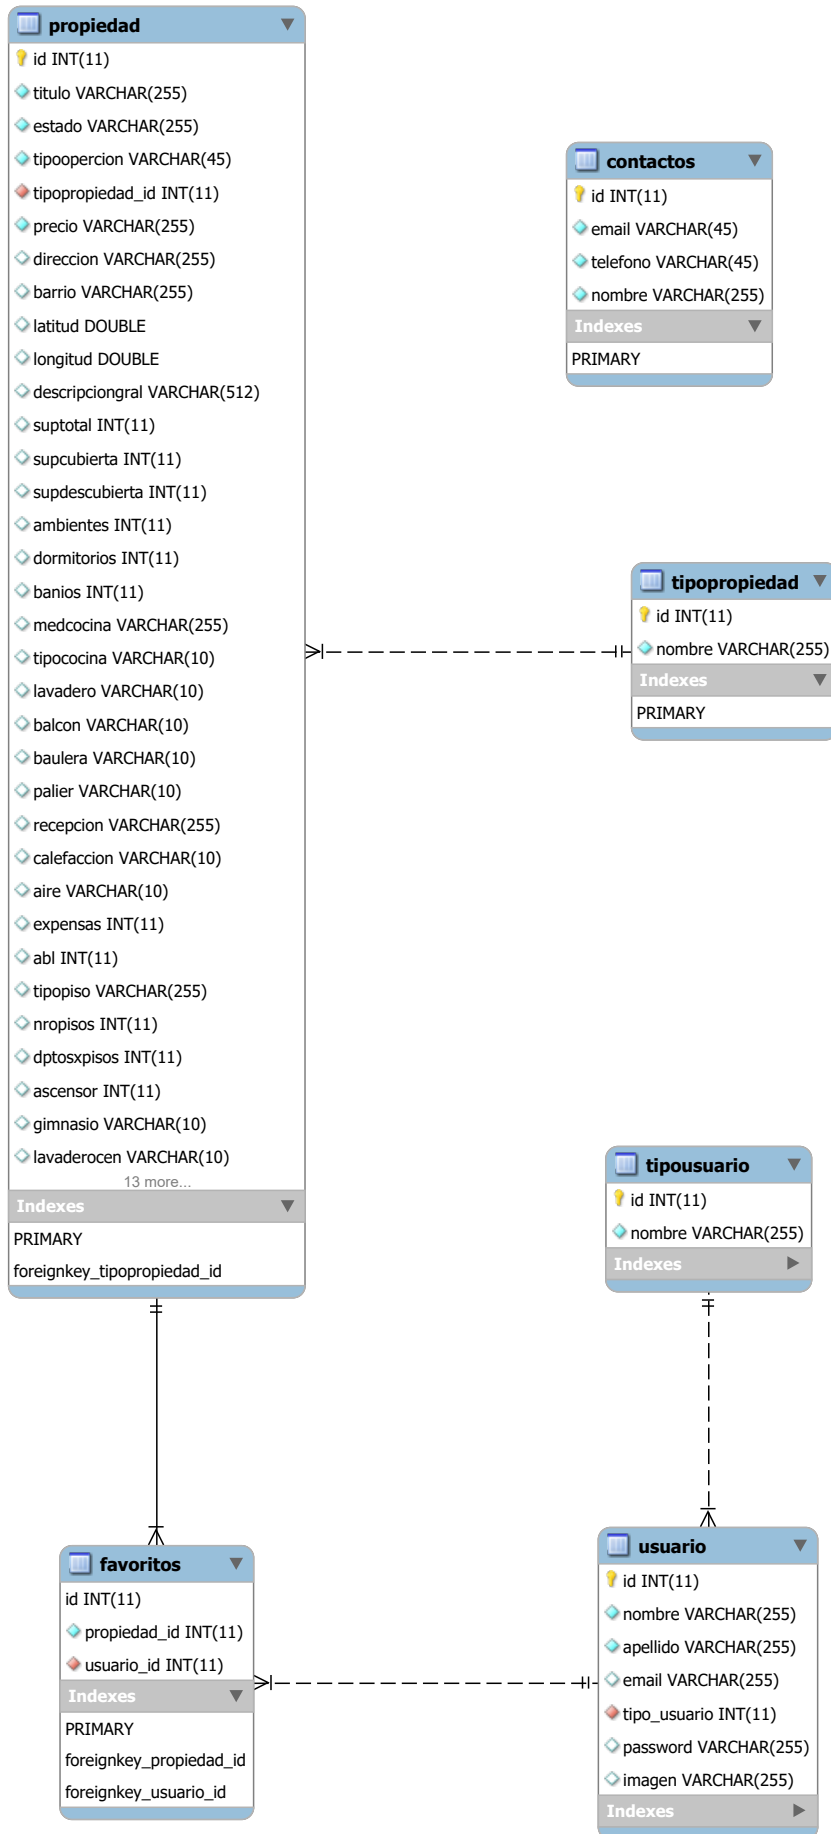 propiedad
id INT(11)
titulo VARCHAR(255)
estado VARCHAR(255)
tipoopercion VARCHAR(45)
tipopropiedad_id INT(11)
precio VARCHAR(255)
direccion VARCHAR(255)
barrio VARCHAR(255)
latitud DOUBLE
longitud DOUBLE
descripciongral VARCHAR(512)
suptotal INT(11)
supcubierta INT(11)
supdescubierta INT(11)
ambientes INT(11)
dormitorios INT(11)
banios INT(11)
medcocina VARCHAR(255)
tipococina VARCHAR(10)
lavadero VARCHAR(10)
balcon VARCHAR(10)
baulera VARCHAR(10)
palier VARCHAR(10)
recepcion VARCHAR(255)
calefaccion VARCHAR(10)
aire VARCHAR(10)
expensas INT(11)
abl INT(11)
tipopiso VARCHAR(255)
nropisos INT(11)
dptosxpisos INT(11)
ascensor INT(11)
gimnasio VARCHAR(10)
lavaderocen VARCHAR(10)
13 more...
Indexes
PRIMARY
foreignkey_tipopropiedad_id
contactos
id INT(11)
email VARCHAR(45)
telefono VARCHAR(45)
nombre VARCHAR(255)
Indexes
PRIMARY
tipopropiedad
id INT(11)
nombre VARCHAR(255)
Indexes
PRIMARY
tipousuario
id INT(11)
nombre VARCHAR(255)
Indexes
favoritos
id INT(11)
propiedad_id INT(11)
usuario_id INT(11)
Indexes
PRIMARY
foreignkey_propiedad_id
foreignkey_usuario_id
usuario
id INT(11)
nombre VARCHAR(255)
apellido VARCHAR(255)
email VARCHAR(255)
tipo_usuario INT(11)
password VARCHAR(255)
imagen VARCHAR(255)
Indexes